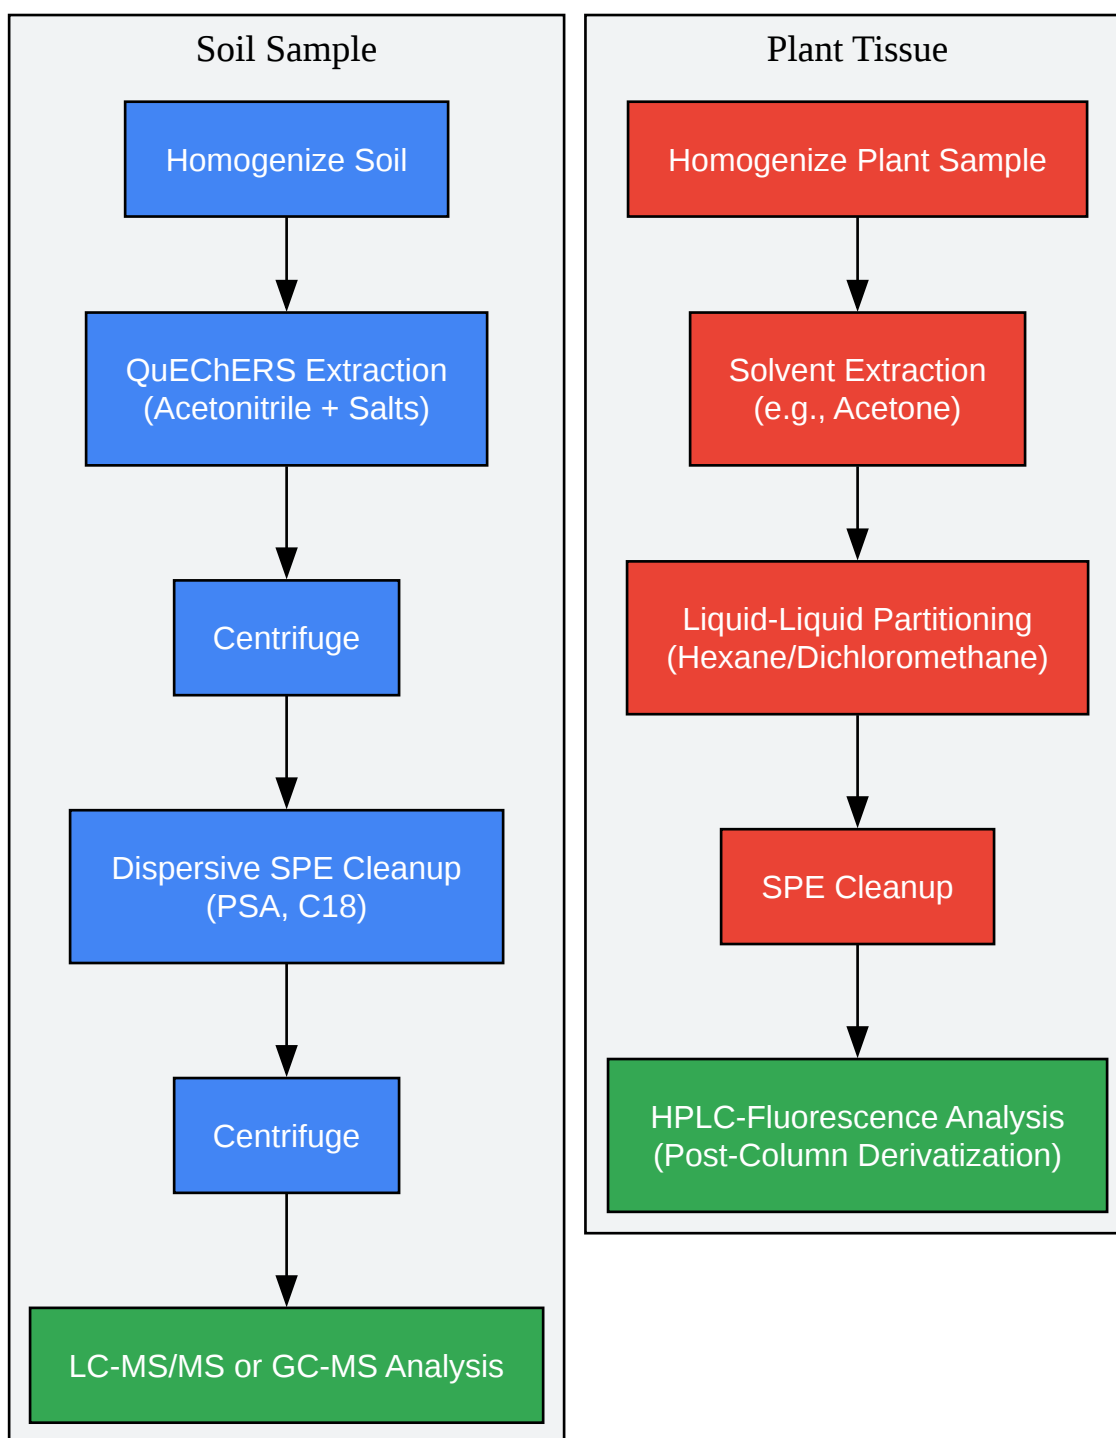 Soil Sample
Homogenize Soil
QuEChERS Extraction
(Acetonitrile + Salts)
Centrifuge
Dispersive SPE Cleanup
(PSA, C18)
Centrifuge
LC-MS/MS or GC-MS Analysis
Plant Tissue
Homogenize Plant Sample
Solvent Extraction
(e.g., Acetone)
Liquid-Liquid Partitioning
(Hexane/Dichloromethane)
SPE Cleanup
HPLC-Fluorescence Analysis
(Post-Column Derivatization)